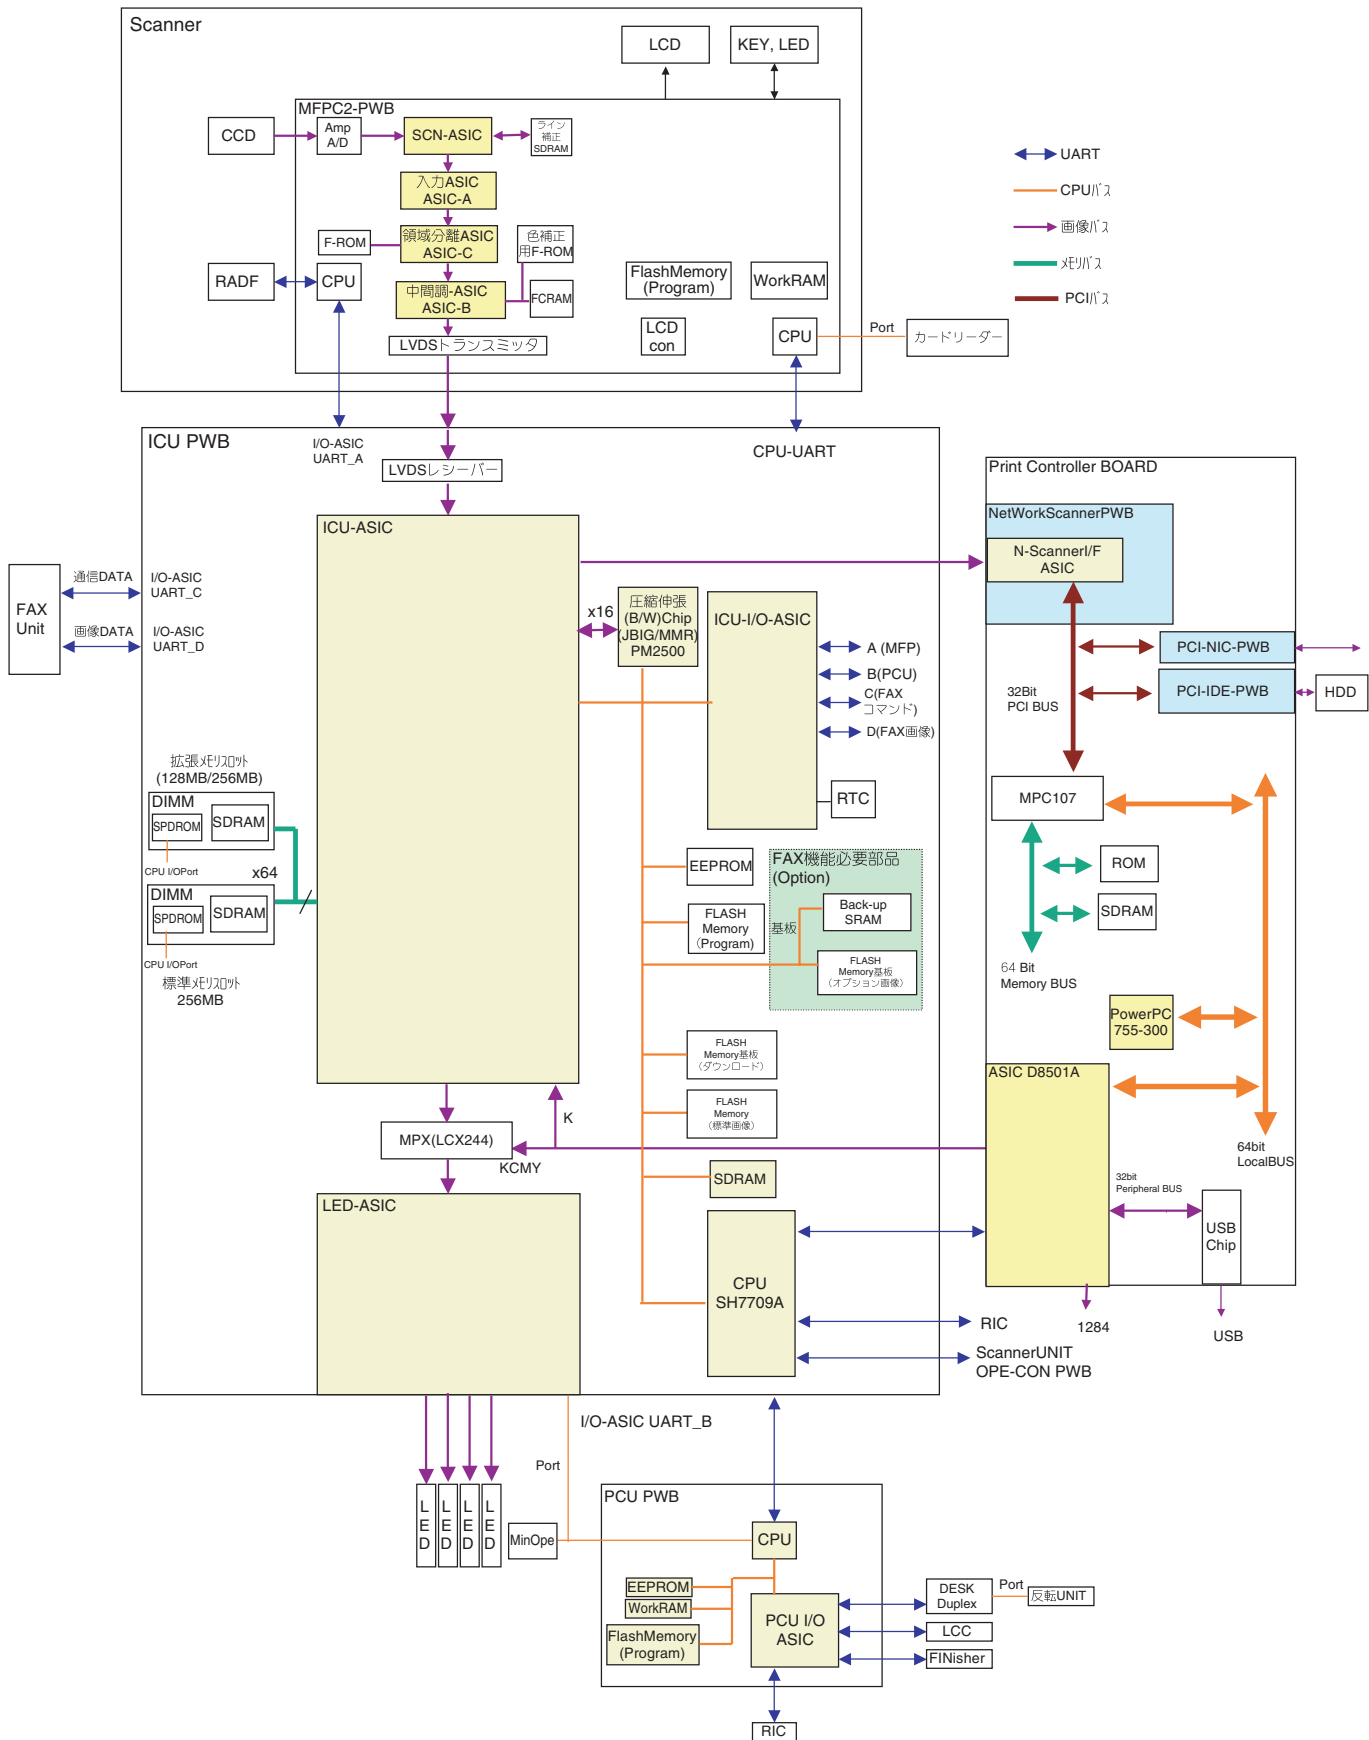 Scanner
LCD
KEY, LED
MFPC2-PWB
CCD
Amp
A/D
SCN-ASIC
ライン
補正
SDRAM
入力ASIC
ASIC-A
F-ROM
領域分離ASIC
ASIC-C
色補正
用F-ROM
RADF
CPU
中間調-ASIC
ASIC-B
FCRAM
FlashMemory
(Program)
WorkRAM
LCD
con
CPU
Port
カードリーダー
LVDSトランスミッタ
UART
CPUバス
画像バス
メモリバス
PCIバス
ICU PWB
I/O-ASIC
UART_A
CPU-UART
LVDSレシーバー
Print Controller BOARD
NetWorkScannerPWB
N-ScannerI/F
ASIC
ICU-ASIC
FAX
Unit
通信DATA
I/O-ASIC
UART_C
画像DATA
I/O-ASIC
UART_D
x16
圧縮伸張
(B/W)Chip
(JBIG/MMR)
PM2500
ICU-I/O-ASIC
A (MFP)
B(PCU)
C(FAX
コマンド)
D(FAX画像)
RTC
PCI-NIC-PWB
PCI-IDE-PWB
HDD
32Bit
PCI BUS
拡張メモリスロット
(128MB/256MB)
DIMM
SPDROM
SDRAM
CPU I/OPort
x64
DIMM
SPDROM
SDRAM
CPU I/OPort
標準メモリスロット
256MB
MPC107
ROM
SDRAM
64 Bit
Memory BUS
EEPROM
FAX機能必要部品
(Option)
FLASH
Memory
(Program)
基板
Back-up
SRAM
FLASH
Memory基板
(オプション画像)
PowerPC
755-300
FLASH
Memory基板
(ダウンロード)
FLASH
Memory
(標準画像)
ASIC D8501A
K
MPX(LCX244)
KCMY
64bit
LocalBUS
SDRAM
32bit
Peripheral BUS
USB
Chip
LED-ASIC
CPU
SH7709A
RIC
1284
USB
ScannerUNIT
OPE-CON PWB
I/O-ASIC UART_B
Port
LED
LED
LED
LED
MinOpe
PCU PWB
CPU
EEPROM
WorkRAM
FlashMemory
(Program)
PCU I/O
ASIC
DESK
Duplex
Port
反転UNIT
LCC
FINisher
RIC